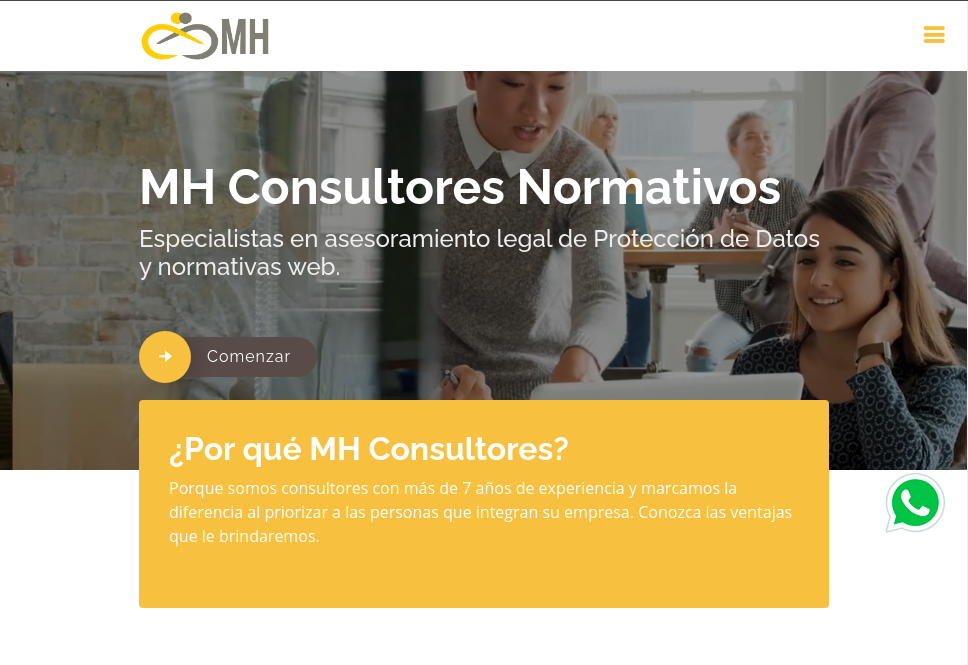 MH
MH Consultores Normativos
Especialistas en asesoramiento legal de Protección de Datos
y normativas web.
Comenzar
¿Por qué MH Consultores?
Porque somos consultores con más de 7 años de experiencia y marcamos la
diferencia al priorizar a las personas que integran su empresa. Conozca las ventajas
que le brindaremos.